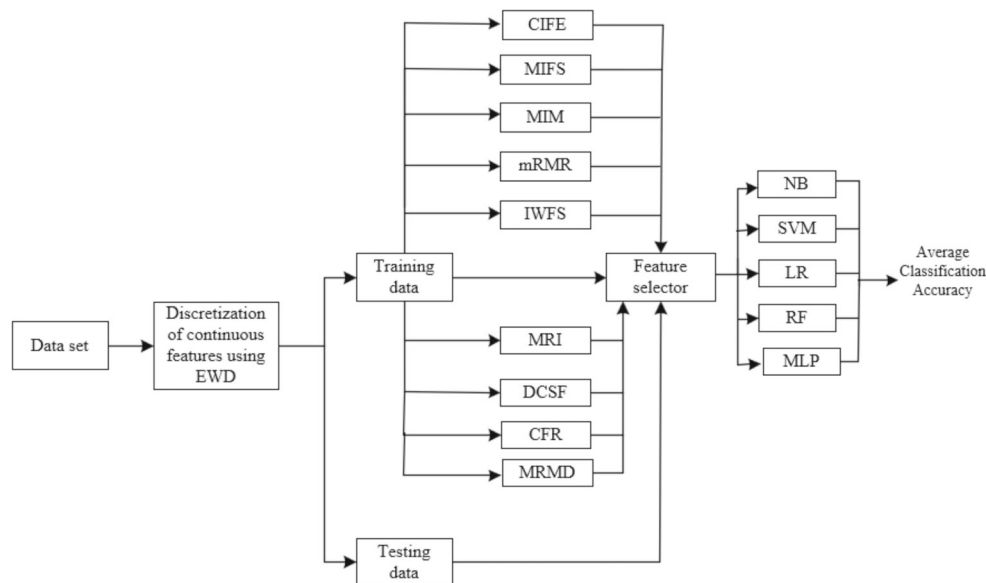 Data set
Discretization
of continuous
features using
EWD
Training
data
Testing
data
CIFE
MIFS
MIM
mRMR
IWFS
MRI
DCSF
CFR
MRMD
Feature
selector
NB
SVM
LR
RF
MLP
Average
Classification
Accuracy